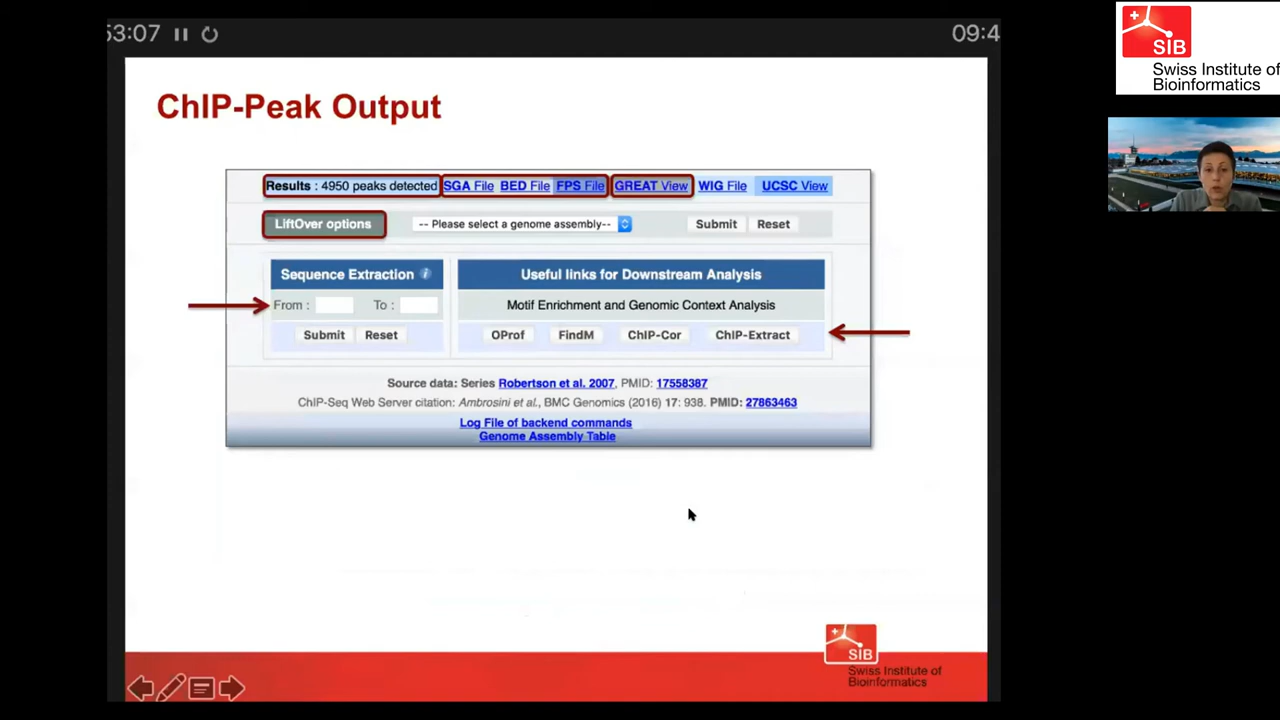 53:07
09:4
SIB
Swiss Institute of
Bioinformatics
ChIP-Peak Output
Results : 4950 peaks detected SGA File BED File FPS File GREAT View WIG File UCSC View
LiftOver options -- Please select a genome assembly-- Submit Reset
Sequence Extraction i Useful links for Downstream Analysis
From : To : Motif Enrichment and Genomic Context Analysis
Submit Reset OProf FindM ChIP-Cor ChIP-Extract
Source data: Series Robertson et al. 2007, PMID: 17558387
ChIP-Seq Web Server citation: Ambrosini et al., BMC Genomics (2016) 17: 938. PMID: 27863463
Log File of backend commands
Genome Assembly Table
SIB
Swiss Institute of
Bioinformatics